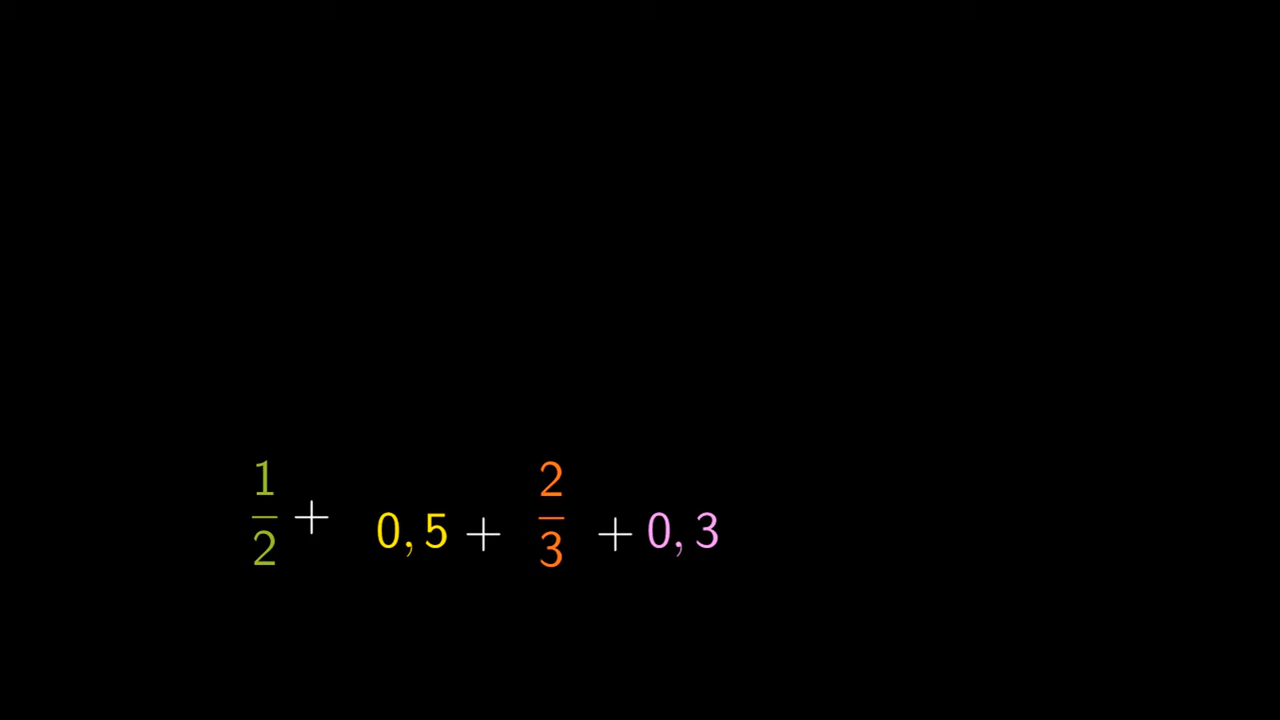 1/2 + 0,5 + 2/3 + 0,3